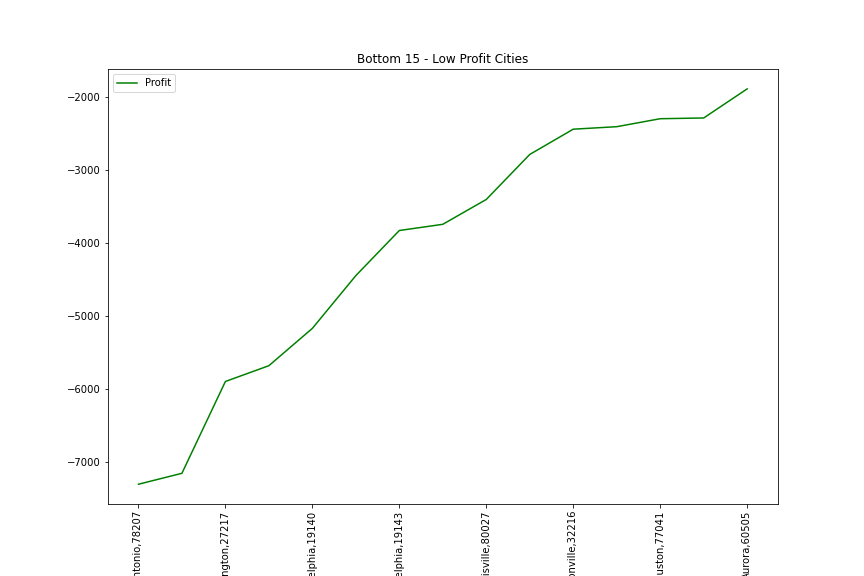 Bottom 15 - Low Profit Cities
Profit
−2000
−3000
−4000
−5000
−6000
−7000
ntonio,78207
ngton,27217
elphia,19140
elphia,19143
isville,80027
onville,32216
uston,77041
Aurora,60505